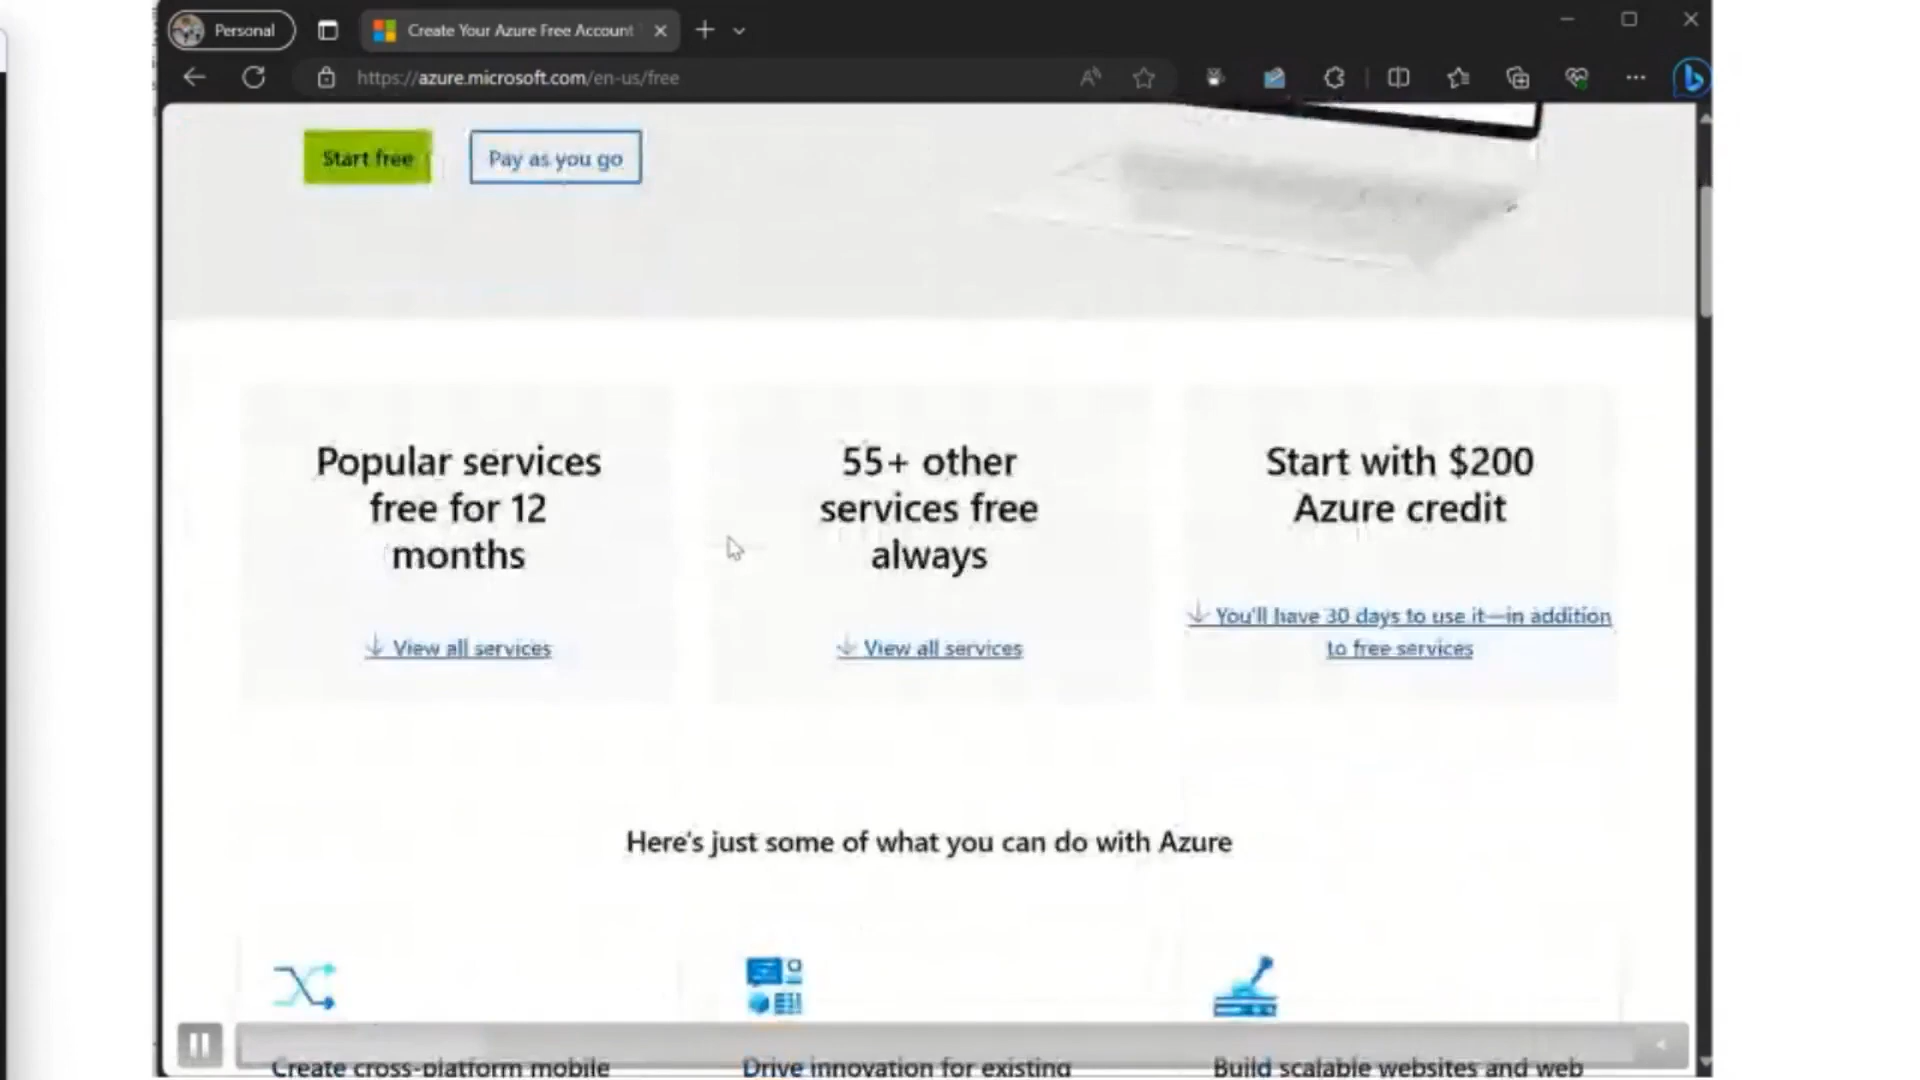 Personal
Create Your Azure Free Account
https://azure.microsoft.com/en-us/free
Start free
Pay as you go
Popular services
free for 12
months
View all services
55+ other
services free
always
View all services
Start with $200
Azure credit
You'll have 30 days to use it—in addition
to free services
Here's just some of what you can do with Azure
Create cross-platform mobile
Drive innovation for existing
Build scalable websites and web